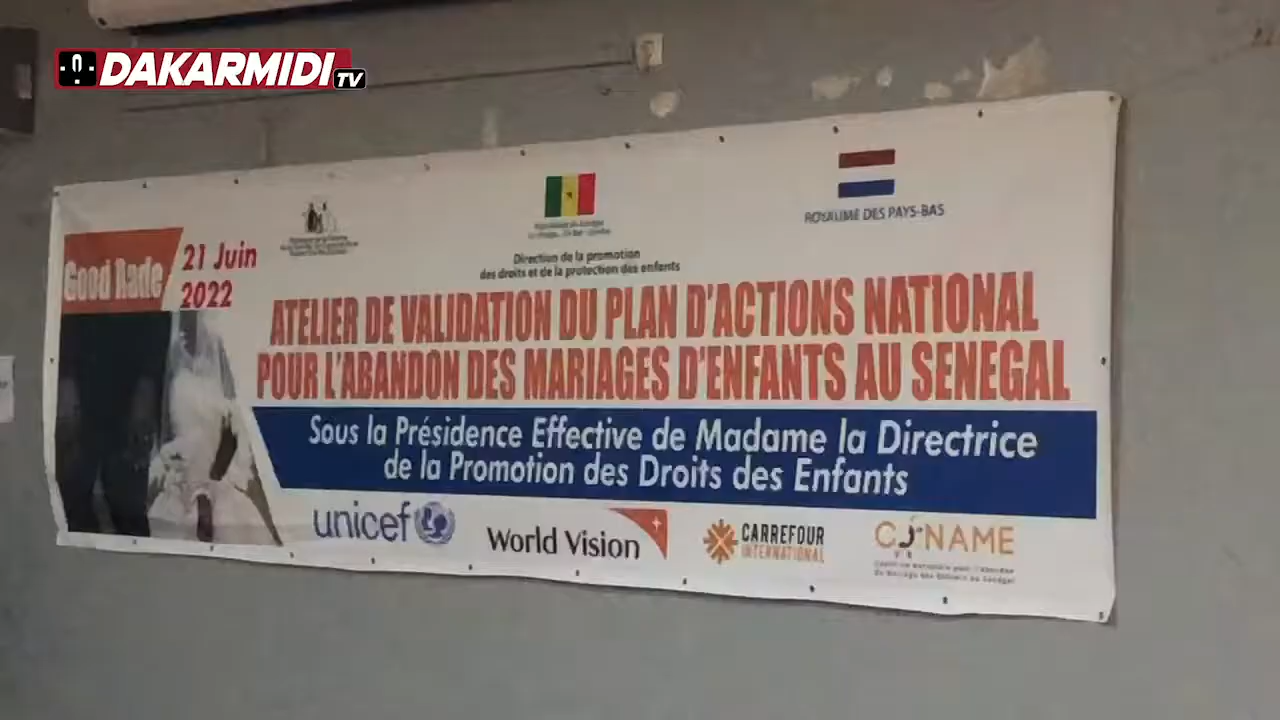 DAKARMIDI TV
Good Rade
21 Juin
2022
ROYAUME DES PAYS-BAS
Direction de la promotion
des droits et de la protection des enfants
ATELIER DE VALIDATION DU PLAN D'ACTIONS NATIONAL
POUR L'ABANDON DES MARIAGES D'ENFANTS AU SENEGAL
Sous la Présidence Effective de Madame la Directrice
de la Promotion des Droits des Enfants
unicef
World Vision
CARREFOUR
INTERNATIONAL